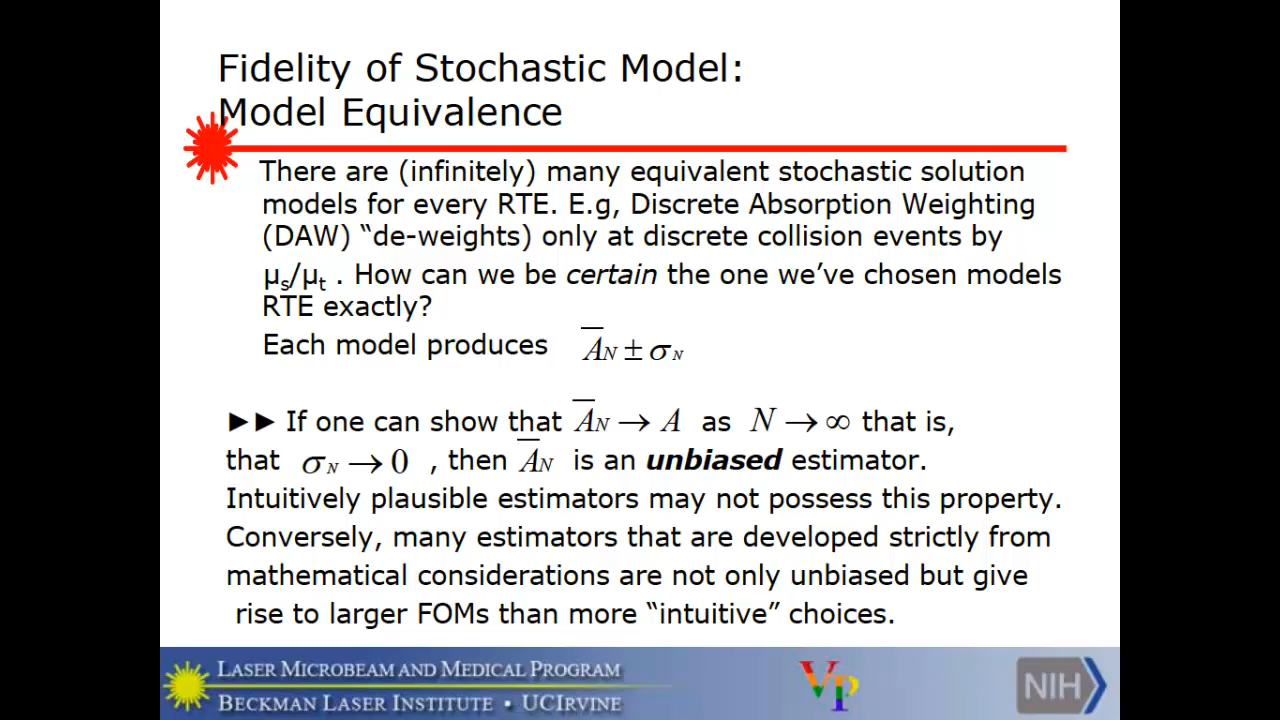 Fidelity of Stochastic Model:
Model Equivalence
There are (infinitely) many equivalent stochastic solution
models for every RTE. E.g, Discrete Absorption Weighting
(DAW) “de-weights) only at discrete collision events by
μₛ/μₜ . How can we be certain the one we’ve chosen models
RTE exactly?
Each model produces A̅_N ± σ_N
►► If one can show that A̅_N → A as N → ∞ that is,
that σ_N → 0 , then A̅_N is an unbiased estimator.
Intuitively plausible estimators may not possess this property.
Conversely, many estimators that are developed strictly from
mathematical considerations are not only unbiased but give
rise to larger FOMs than more “intuitive” choices.
LASER MICROBEAM AND MEDICAL PROGRAM
BECKMAN LASER INSTITUTE • UCIRVINE
VP
NIH